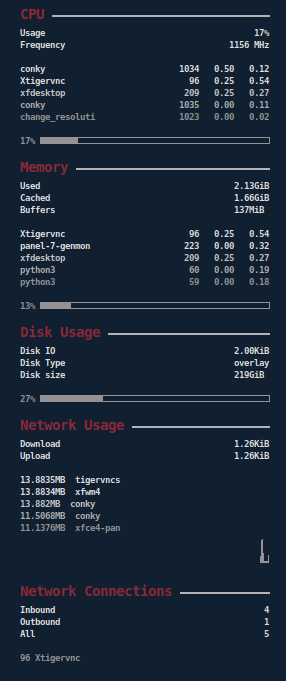 CPU
Usage 17%
Frequency 1156 MHz
conky 1034 0.50 0.12
Xtigervnc 96 0.25 0.54
xfdesktop 209 0.25 0.27
conky 1035 0.00 0.11
change_resoluti 1023 0.00 0.02
17%
Memory
Used 2.13GiB
Cached 1.66GiB
Buffers 137MiB
Xtigervnc 96 0.25 0.54
panel-7-genmon 223 0.00 0.32
xfdesktop 209 0.25 0.27
python3 60 0.00 0.19
python3 59 0.00 0.18
13%
Disk Usage
Disk IO 2.00KiB
Disk Type overlay
Disk size 219GiB
27%
Network Usage
Download 1.26KiB
Upload 1.26KiB
13.8835MB tigervncs
13.8834MB xfwm4
13.882MB conky
11.5068MB conky
11.1376MB xfce4-pan
Network Connections
Inbound 4
Outbound 1
All 5
96 Xtigervnc